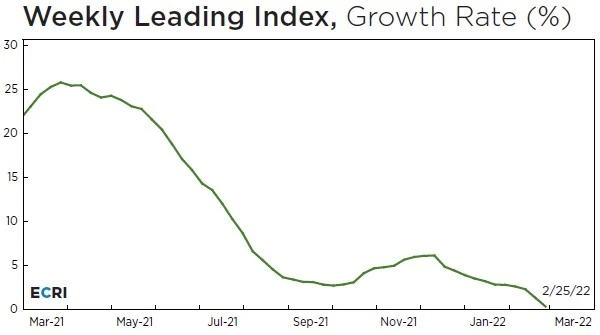 Weekly Leading Index, Growth Rate (%)
30
25
20
15
10
5
0
ECRI
2/25/22
Mar-21 May-21 Jul-21 Sep-21 Nov-21 Jan-22 Mar-22